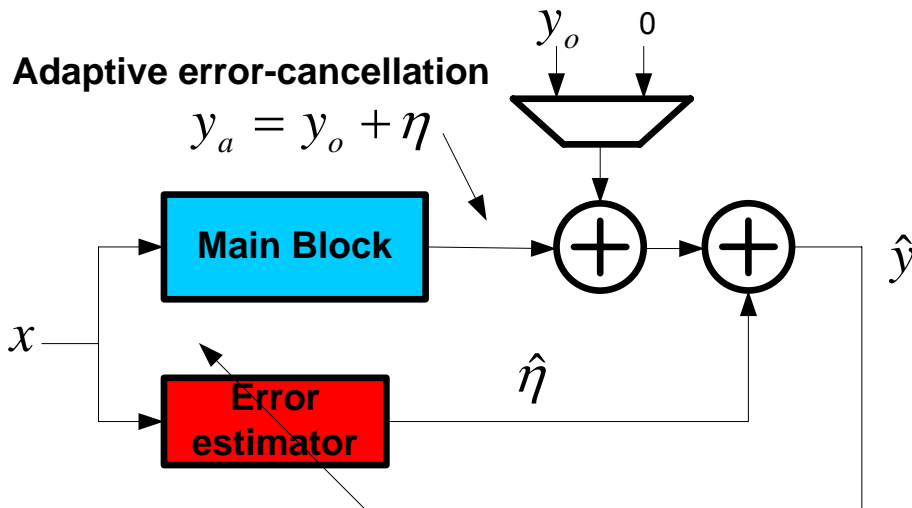 y_o 0
Adaptive error-cancellation
y_a = y_o + η
Main Block
ŷ
x
η̂
Error
estimator